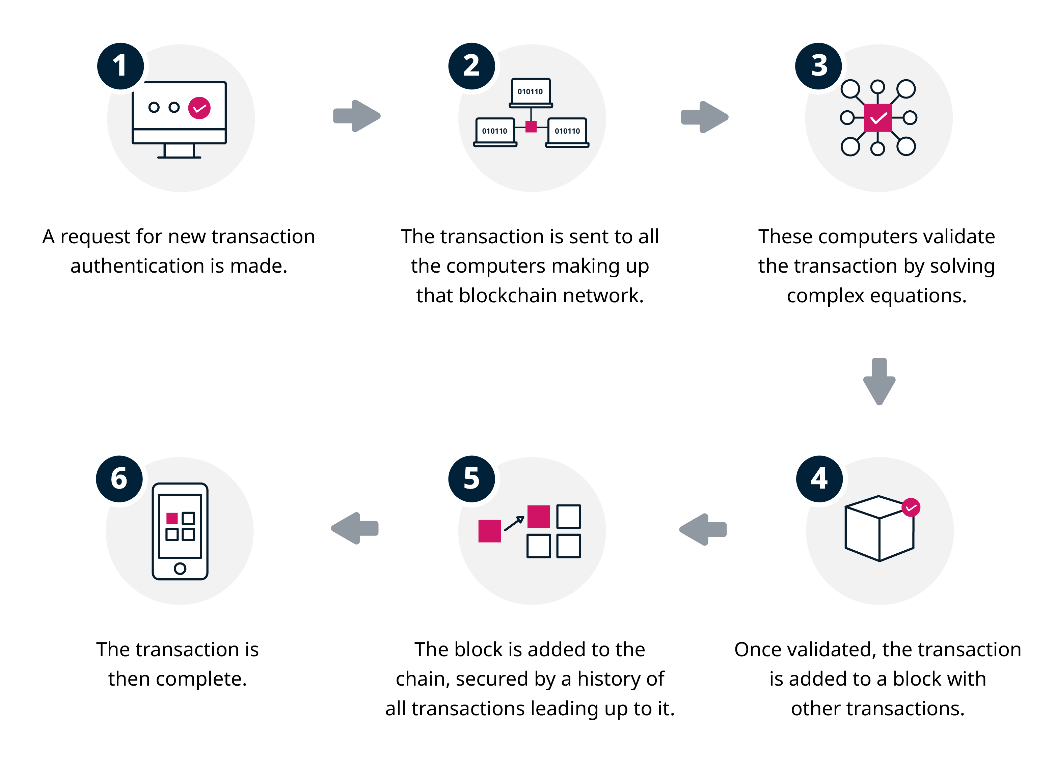 1
010110
010110
010110
2
3
A request for new transaction
authentication is made.
The transaction is sent to all
the computers making up
that blockchain network.
These computers validate
the transaction by solving
complex equations.
4
Once validated, the transaction
is added to a block with
other transactions.
5
The block is added to the
chain, secured by a history of
all transactions leading up to it.
6
The transaction is
then complete.